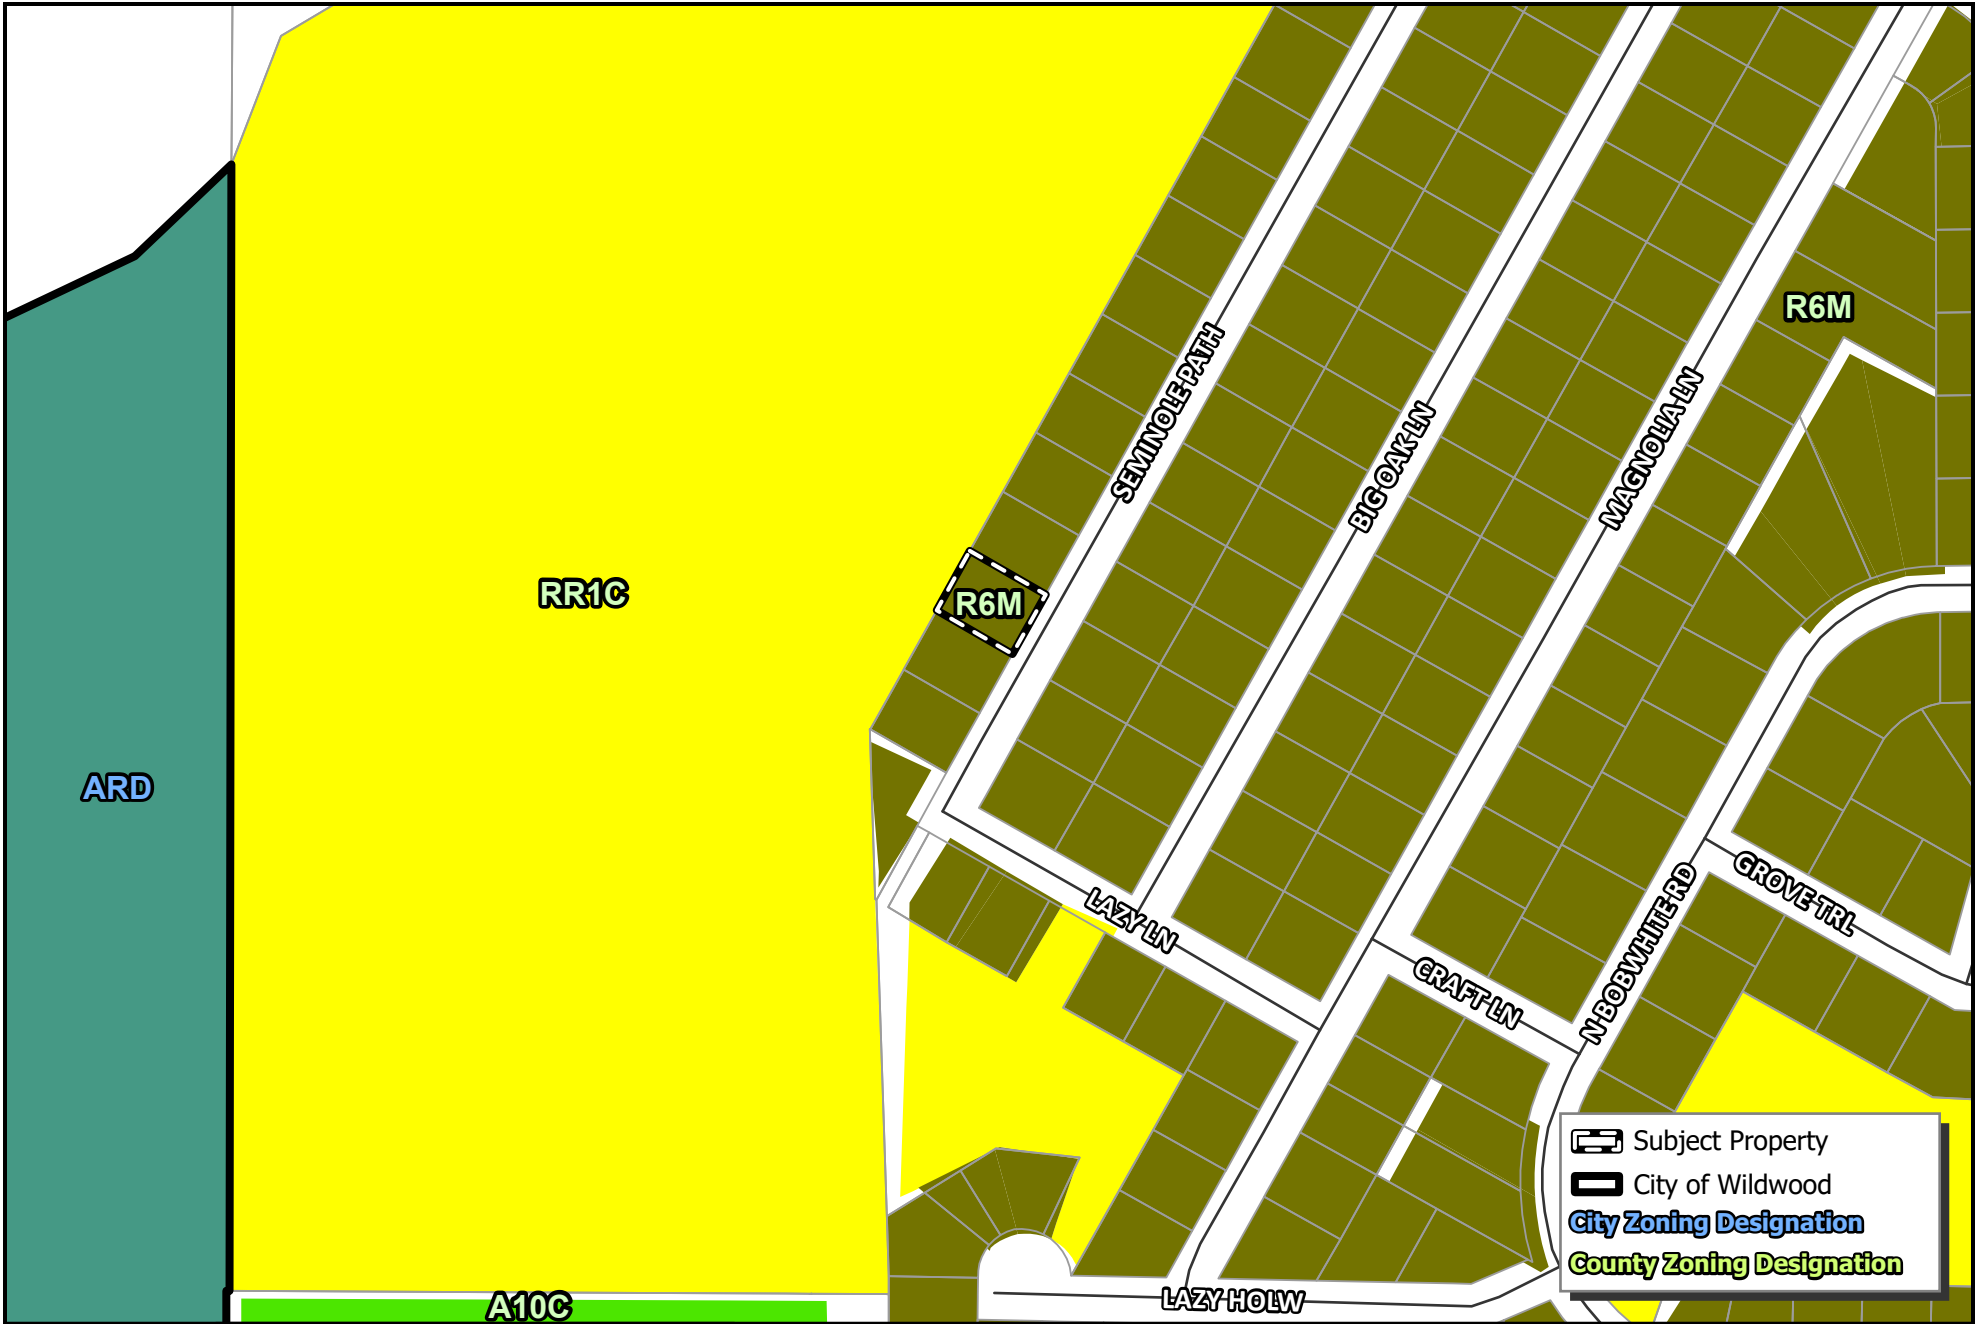 R6M
SEMINOLE PATH
BIG OAK LN
MAGNOLIA LN
RR1C
R6M
ARD
LAZY LN
CRAFT LN
N BOBWHITE RD
GROVE TRL
A10C
LAZY HOLW
Subject Property
City of Wildwood
City Zoning Designation
County Zoning Designation